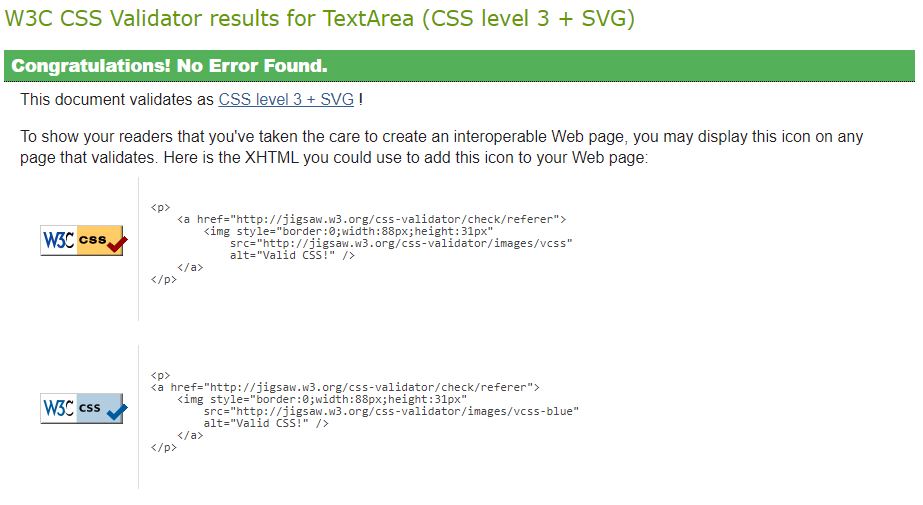 W3C CSS Validator results for TextArea (CSS level 3 + SVG)
Congratulations! No Error Found.
This document validates as CSS level 3 + SVG !
To show your readers that you've taken the care to create an interoperable Web page, you may display this icon on any
page that validates. Here is the XHTML you could use to add this icon to your Web page:
W3C css
<p>
<a href="http://jigsaw.w3.org/css-validator/check/referer">
<img style="border:0;width:88px;height:31px"
src="http://jigsaw.w3.org/css-validator/images/vcss"
alt="Valid CSS!" />
</a>
</p>
W3C css
<p>
<a href="http://jigsaw.w3.org/css-validator/check/referer">
<img style="border:0;width:88px;height:31px"
src="http://jigsaw.w3.org/css-validator/images/vcss-blue"
alt="Valid CSS!" />
</a>
</p>